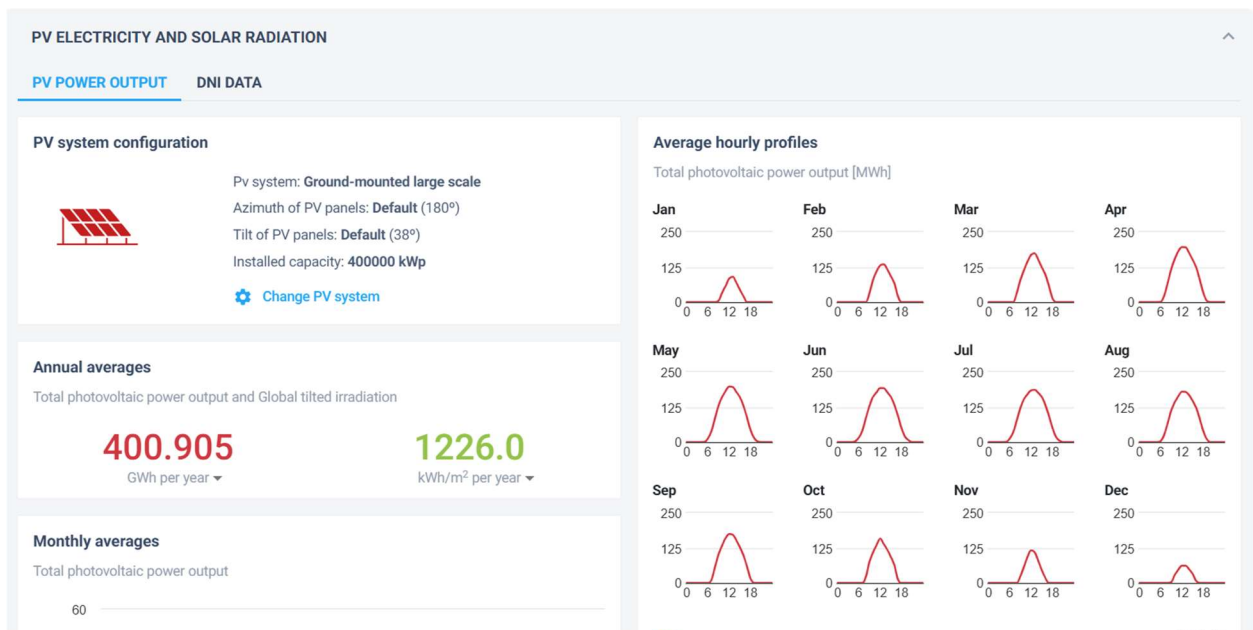 PV ELECTRICITY AND SOLAR RADIATION
PV POWER OUTPUT DNI DATA
PV system configuration
Pv system: Ground-mounted large scale
Azimuth of PV panels: Default (180º)
Tilt of PV panels: Default (38º)
Installed capacity: 400000 kWp
Change PV system
Annual averages
Total photovoltaic power output and Global tilted irradiation
400.905 1226.0
GWh per year kWh/m² per year
Monthly averages
Total photovoltaic power output
60
Average hourly profiles
Total photovoltaic power output [MWh]
Jan Feb Mar Apr
250 250 250 250
125 125 125 125
0 0 0 0
0 6 12 18 0 6 12 18 0 6 12 18 0 6 12 18
May Jun Jul Aug
250 250 250 250
125 125 125 125
0 0 0 0
0 6 12 18 0 6 12 18 0 6 12 18 0 6 12 18
Sep Oct Nov Dec
250 250 250 250
125 125 125 125
0 0 0 0
0 6 12 18 0 6 12 18 0 6 12 18 0 6 12 18